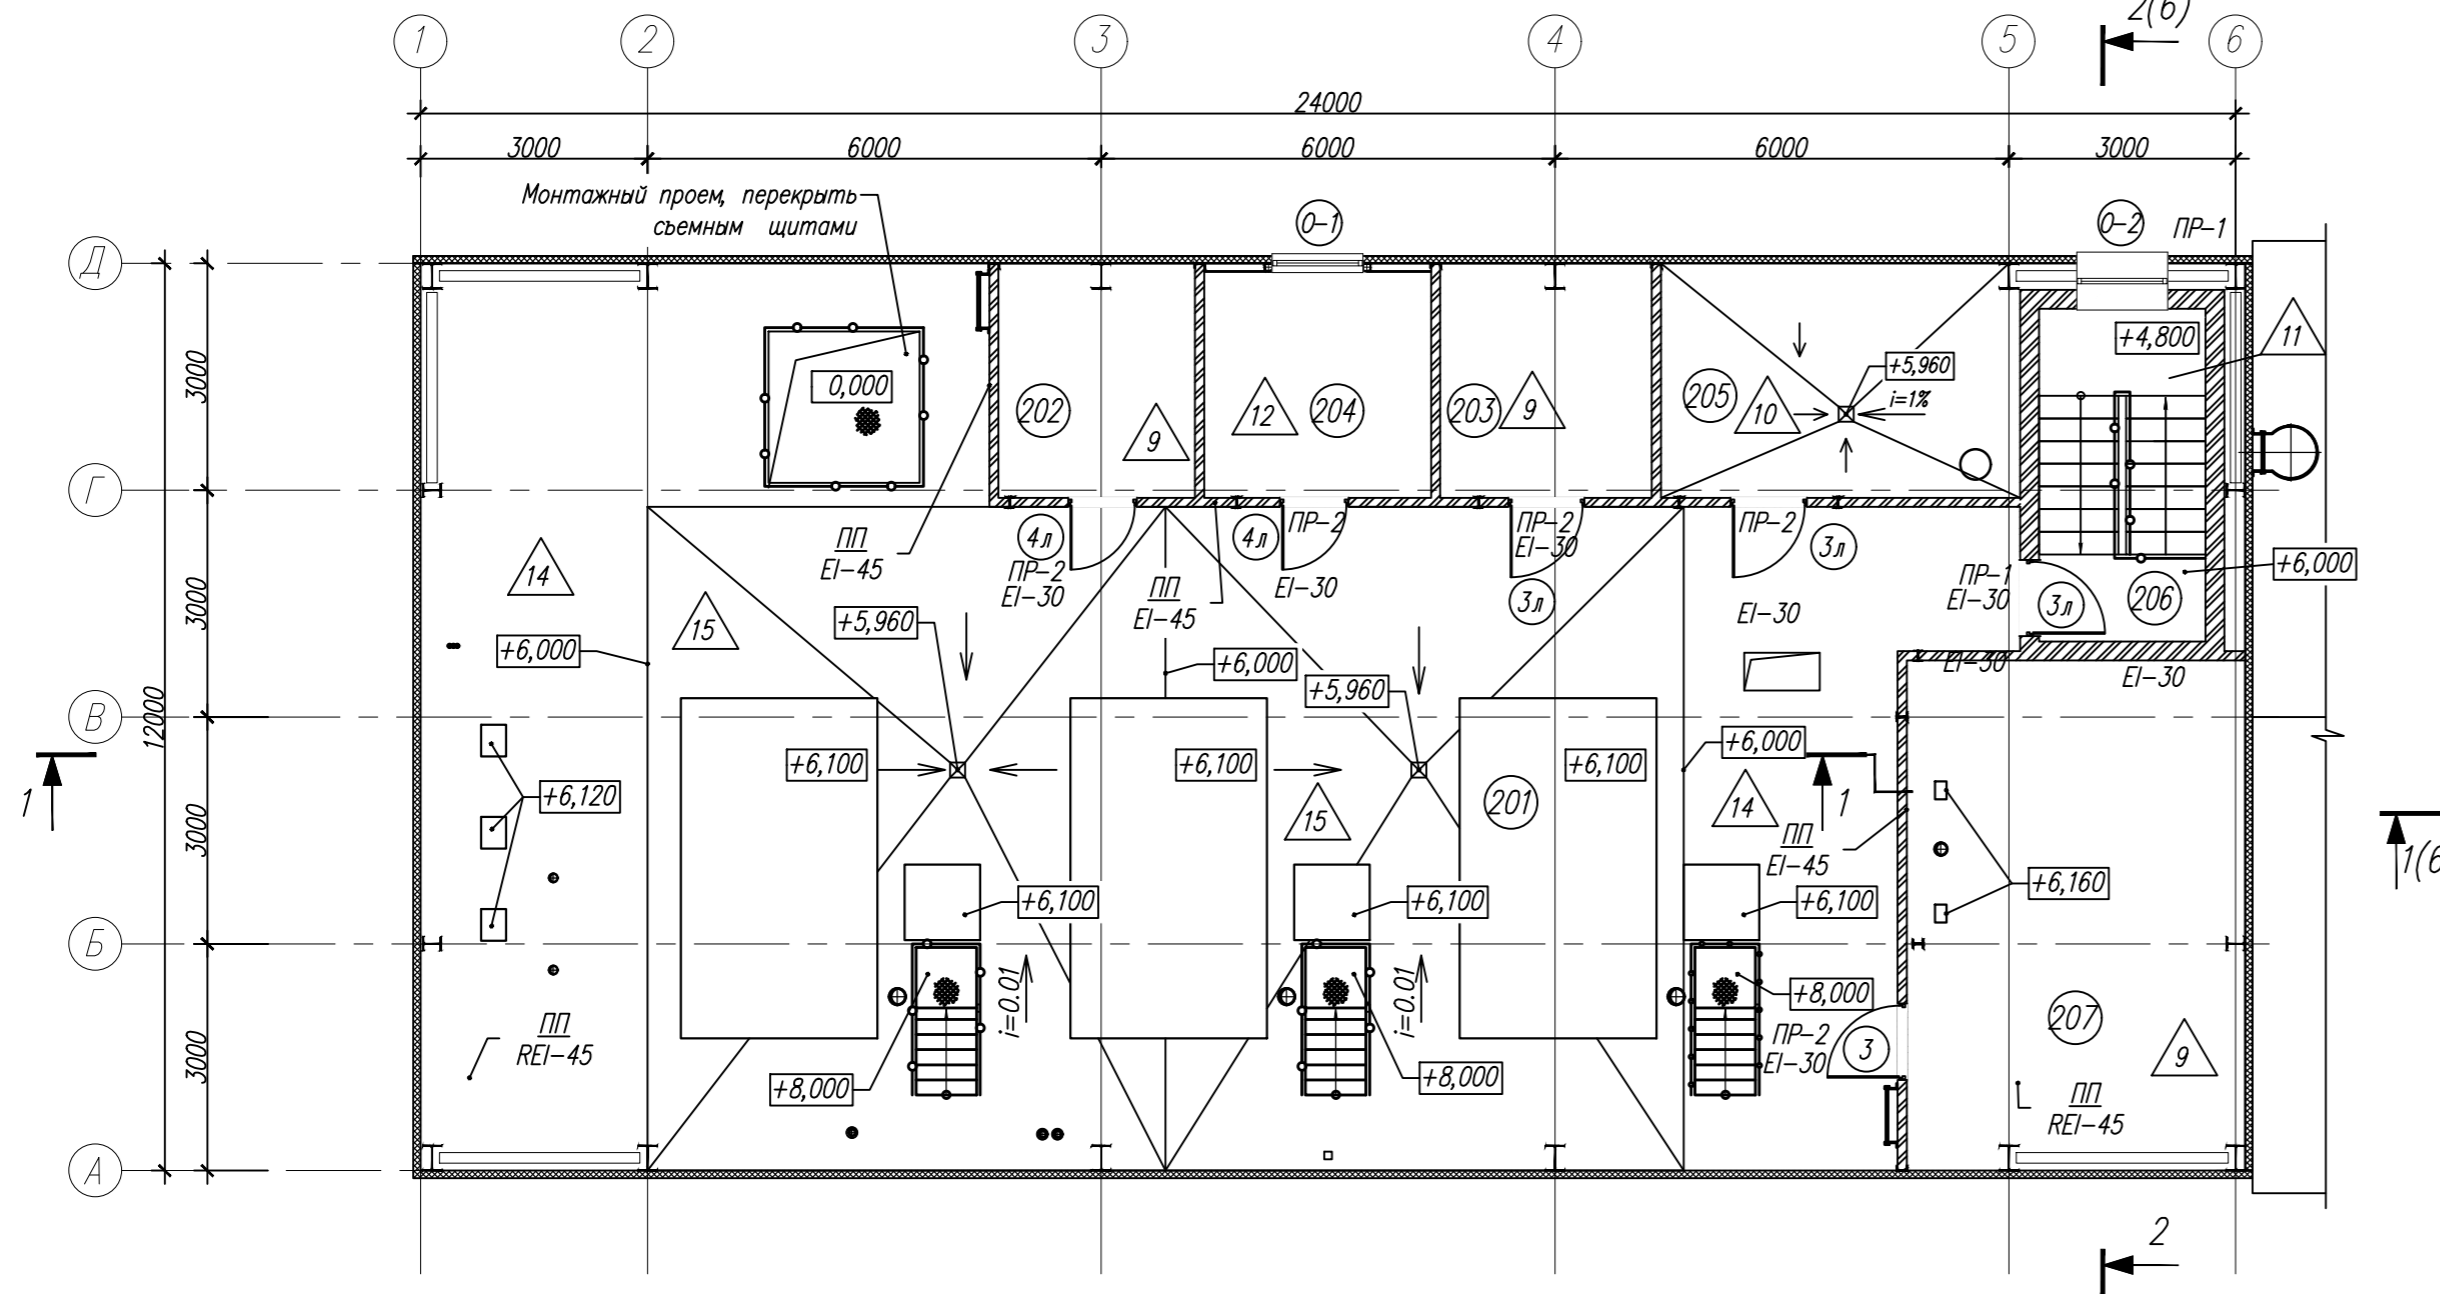 2(6)
1
2
3
4
5
6
24000
3000
6000
6000
6000
3000
Монтажный проем, перекрыть
съемным щитами
О-1
О-2
ПР-1
Д
3000
0,000
202
9
12
204
203
9
205
10
+5,960
i=1%
+4,800
11
Г
14
ПП
EI-45
4л
ПР-2
EI-30
ПП
EI-45
4л
ПР-2
EI-30
ПР-2
EI-30
3л
ПР-2
3л
EI-30
ПР-1
EI-30
3л
206
+6,000
EI-30
EI-30
3000
12000
+6,000
15
+5,960
+6,000
+5,960
В
1
+6,100
+6,100
+6,100
+6,000
1
+6,120
15
201
14
ПП
EI-45
3000
+6,160
1(6
+6,100
+6,100
+6,100
Б
i=0.01
i=0.01
+8,000
ПП
REI-45
ПР-2
EI-30
3
207
9
3000
+8,000
+8,000
ПП
REI-45
А
2